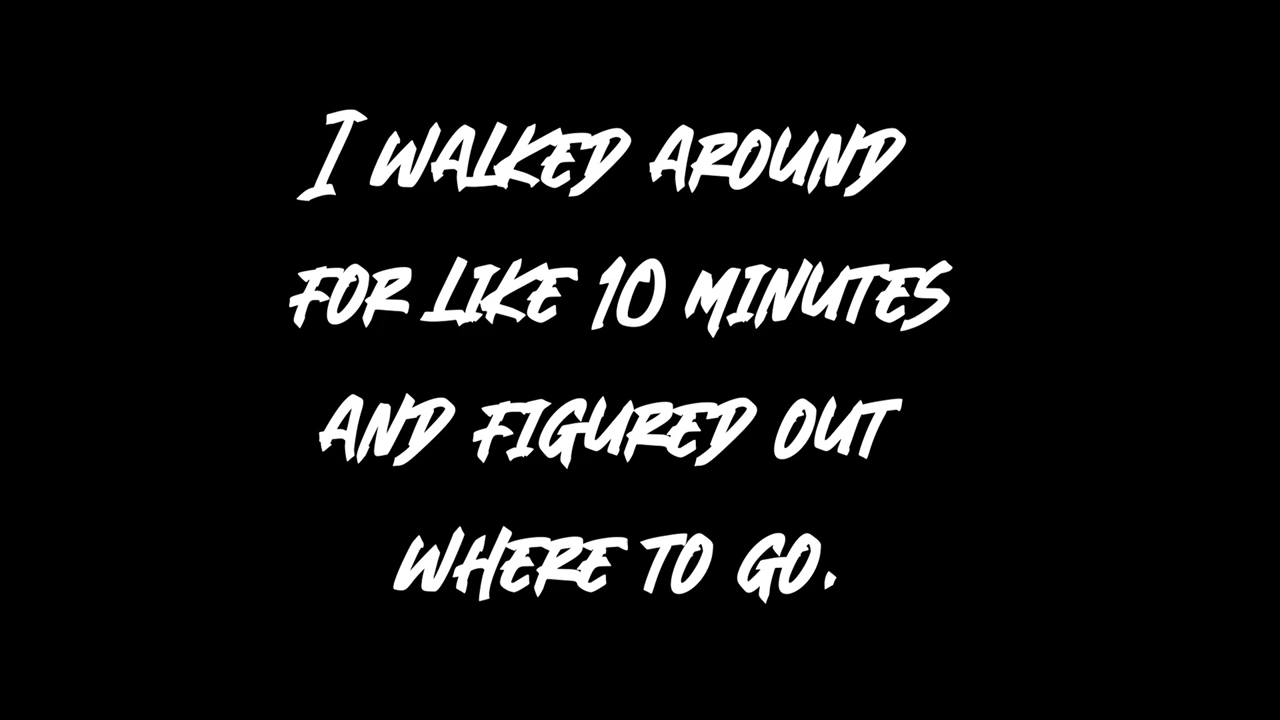 I WALKED AROUND
FOR LIKE 10 MINUTES
AND FIGURED OUT
WHERE TO GO.